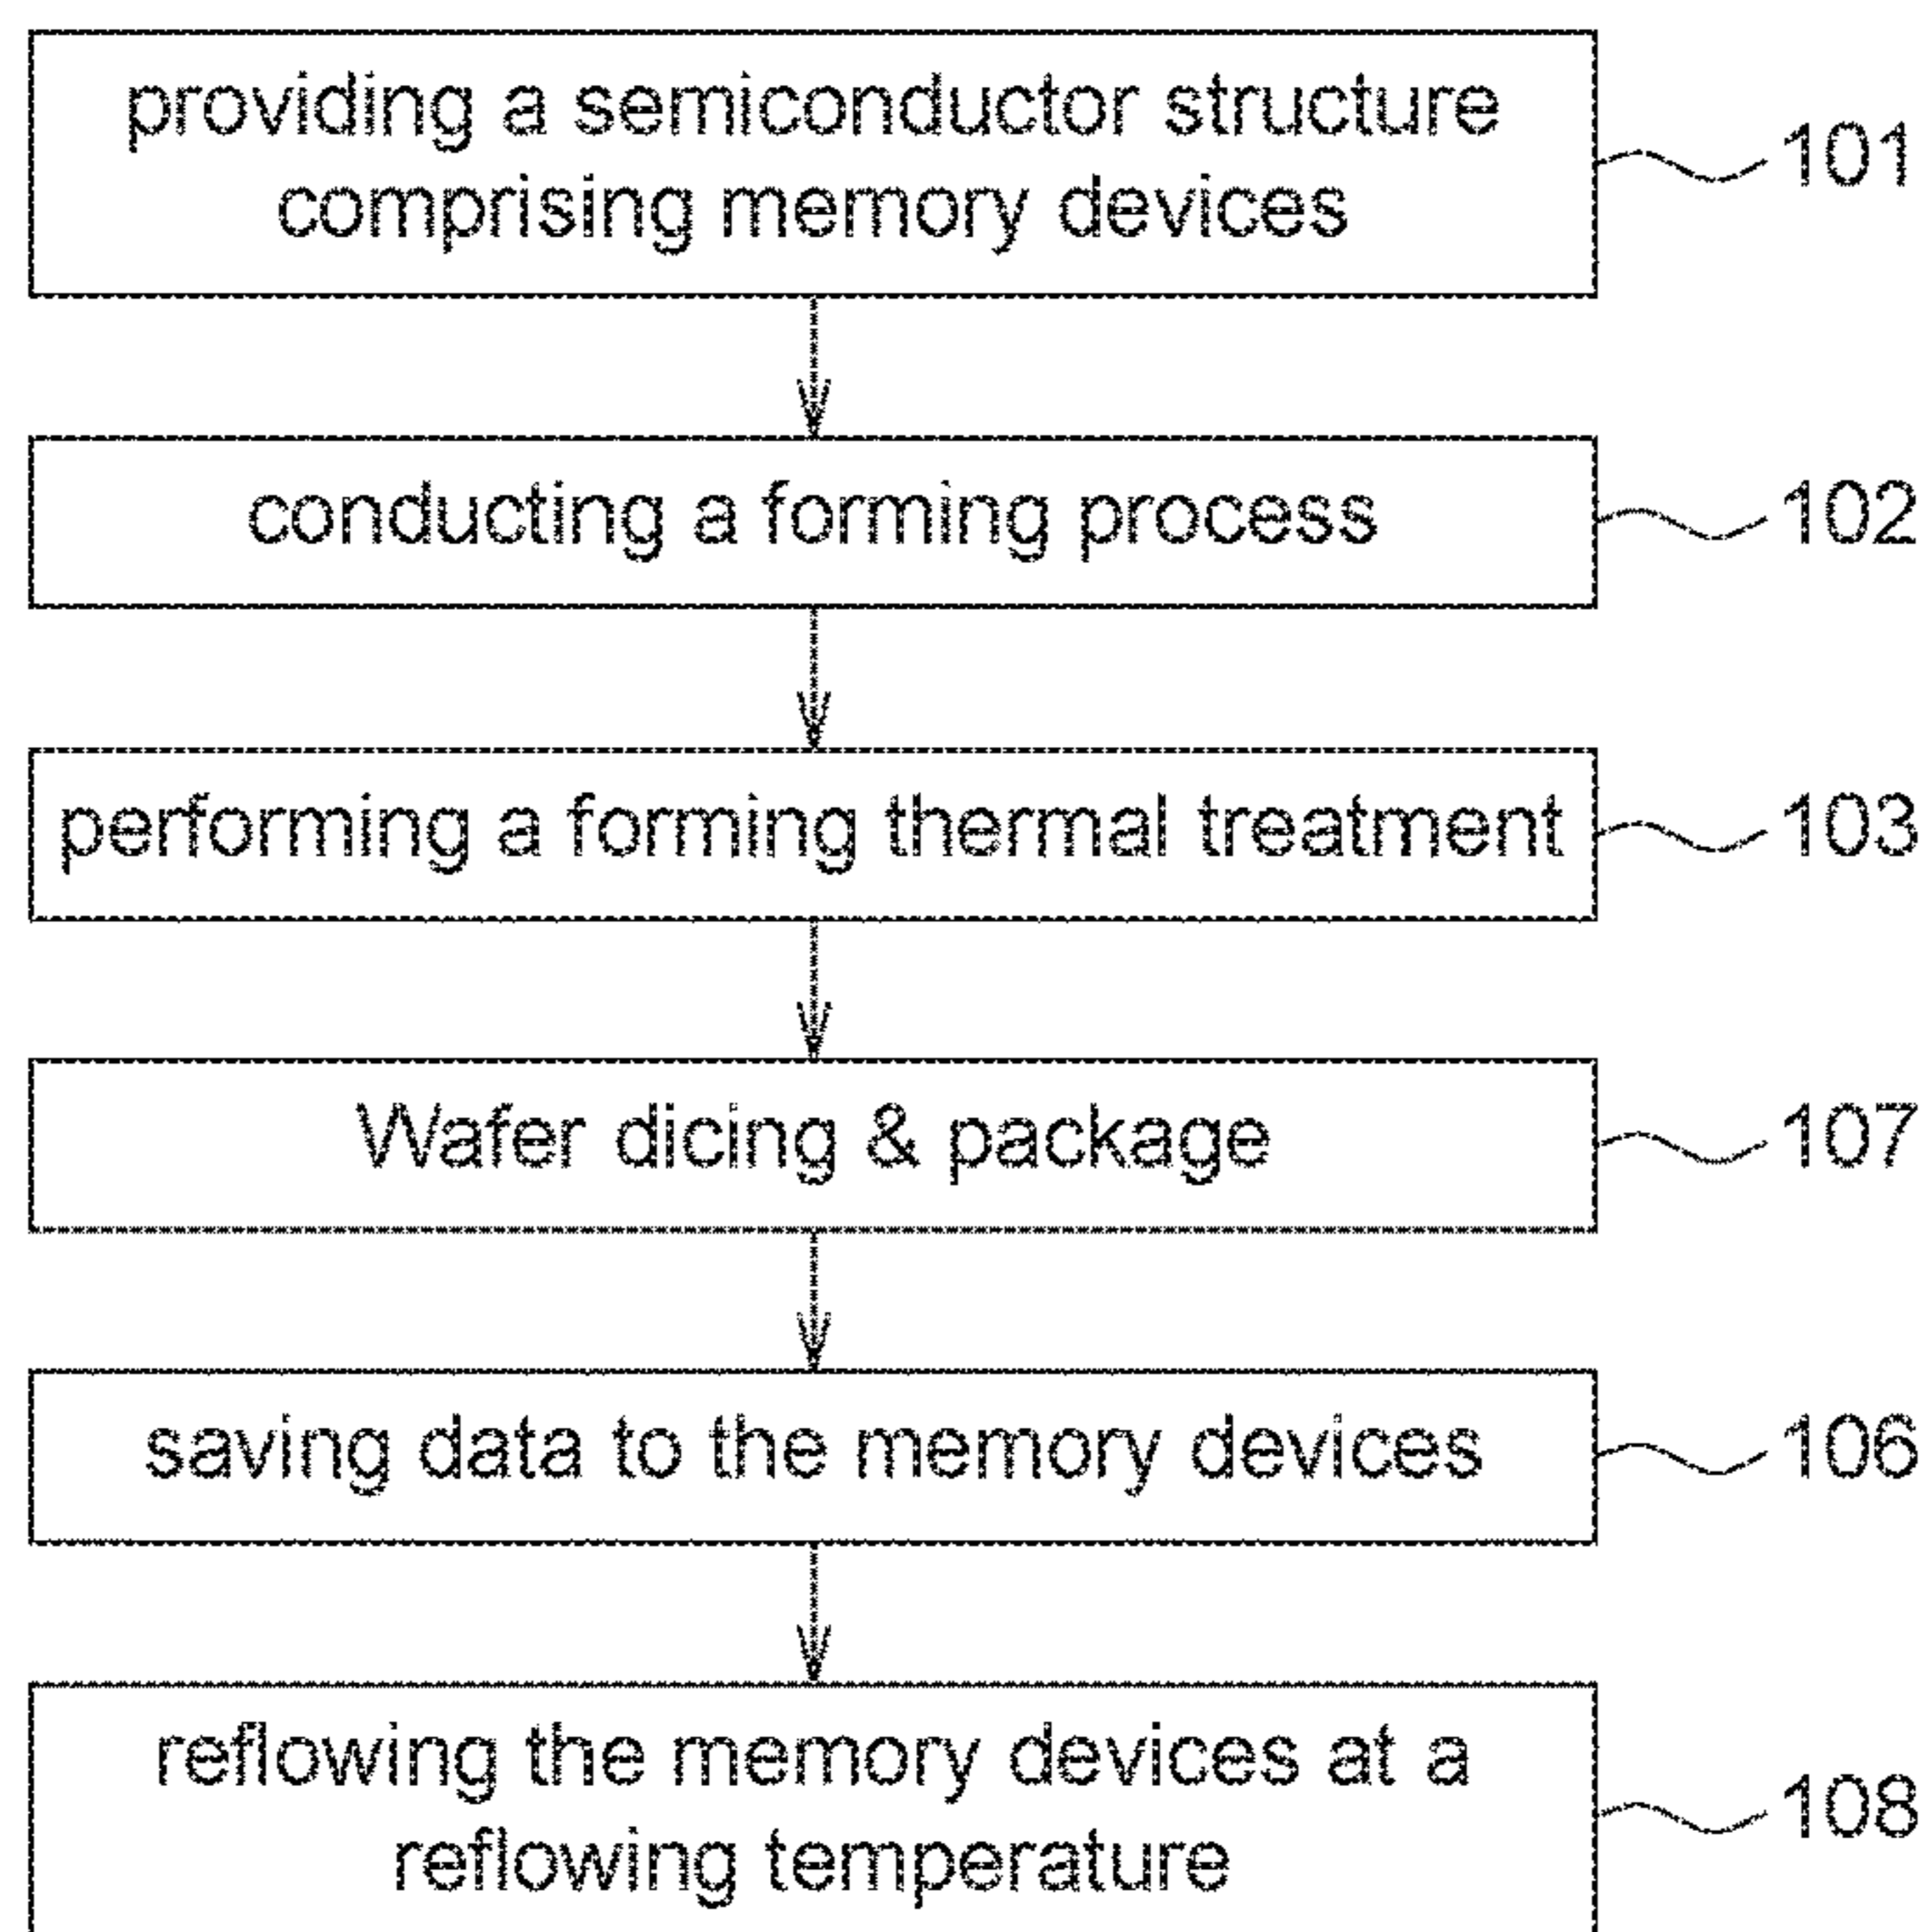 providing a semiconductor structure
comprising memory devices
101
conducting a forming process
102
performing a forming thermal treatment
103
Wafer dicing & package
107
saving data to the memory devices
106
reflowing the memory devices at a
reflowing temperature
108